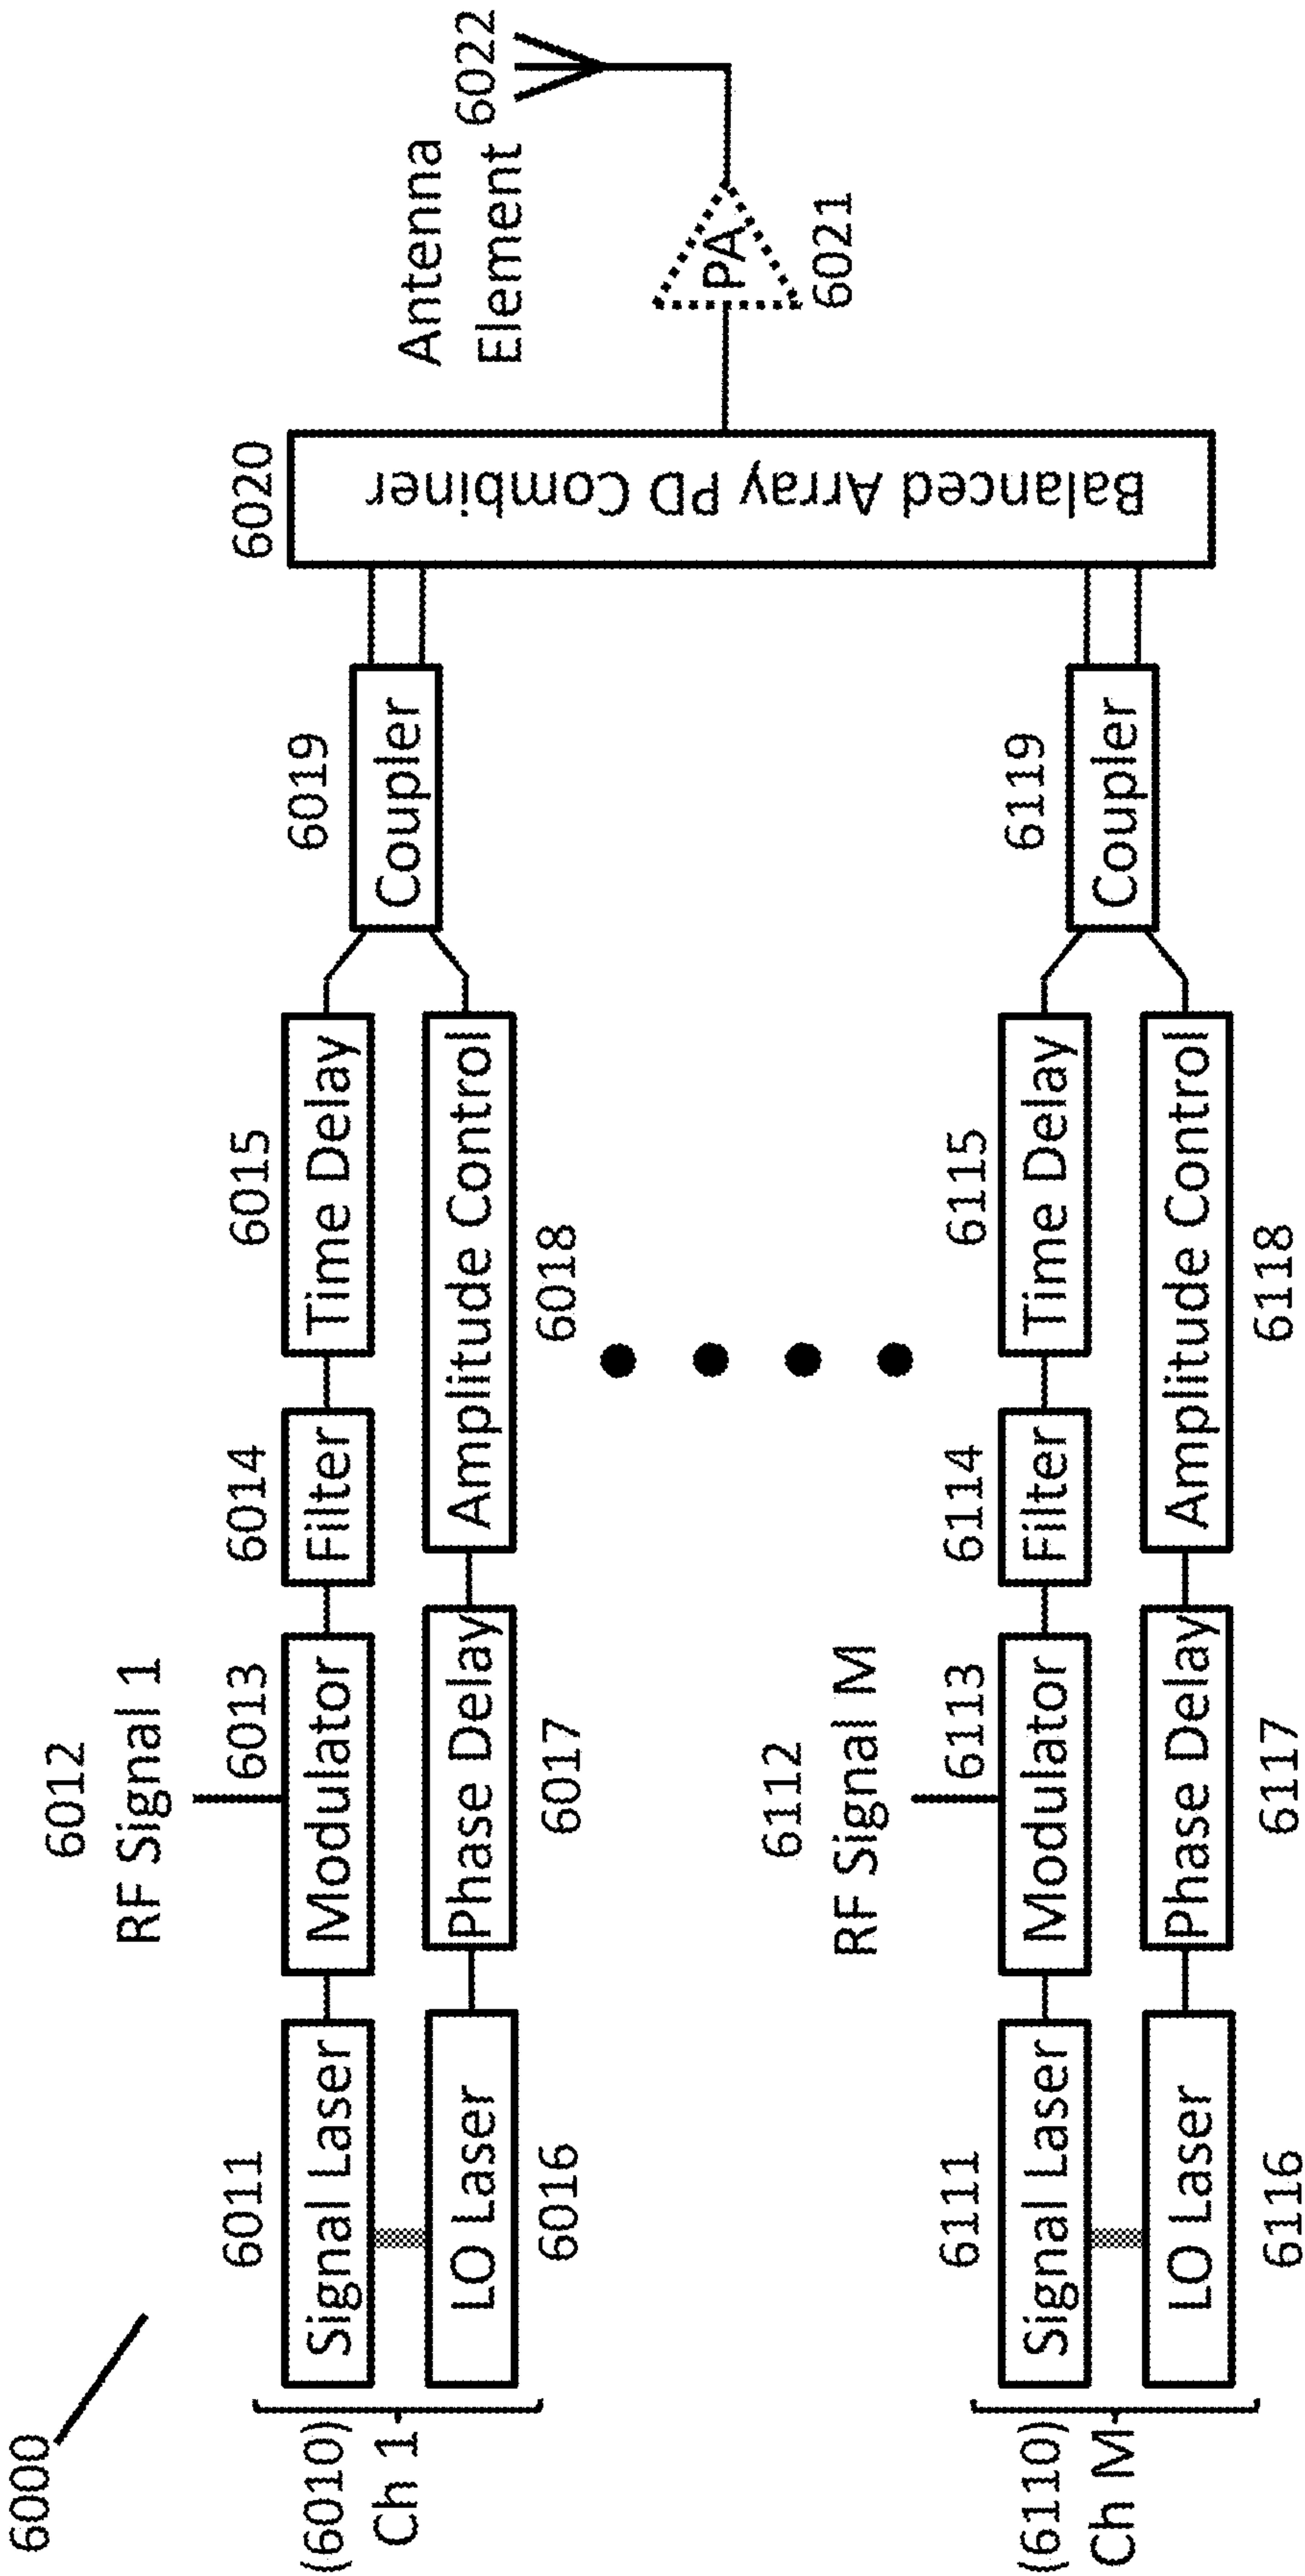 6000
(6010)
Ch 1
6011
Signal Laser
LO Laser
6016
6012
RF Signal 1
6013
Modulator
Phase Delay
6017
6014
Filter
6015
Time Delay
Amplitude Control
6018
6019
Coupler
6020
Balanced Array PD Combiner
PA
6021
Antenna
Element
6022
(6110)
Ch M
6111
Signal Laser
LO Laser
6116
6112
RF Signal M
6113
Modulator
Phase Delay
6117
6114
Filter
6115
Time Delay
Amplitude Control
6118
6119
Coupler